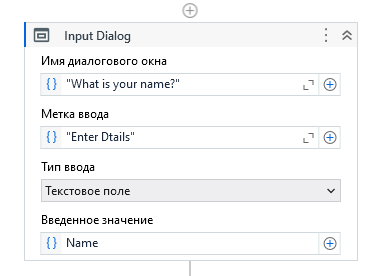 Input Dialog
Имя диалогового окна
"What is your name?"
Метка ввода
"Enter Dtails"
Тип ввода
Текстовое поле
Введенное значение
Name